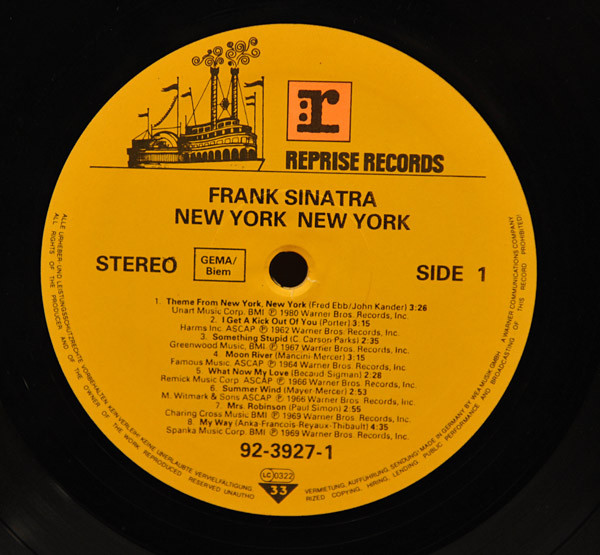 r
REPRISE RECORDS
FRANK SINATRA
NEW YORK NEW YORK
STEREO
GEMA/
Biem
SIDE 1
1. Theme From New York, New York (Fred Ebb/John Kander) 3:26
Unart Music Corp. BMI Ⓟ 1980 Warner Bros. Records, Inc.
2. I Get A Kick Out Of You (Porter) 3:15
Harms Inc. ASCAP Ⓟ 1962 Warner Bros. Records, Inc.
3. Something Stupid (C. Carson Parks) 2:35
Greenwood Music. BMI Ⓟ 1967 Warner Bros. Records, Inc.
4. Moon River (Mancini-Mercer) 3:15
Famous Music. ASCAP Ⓟ 1964 Warner Bros. Records, Inc.
5. What Now My Love (Becaud Sigman) 2:28
Remick Music Corp. ASCAP Ⓟ 1966 Warner Bros. Records, Inc.
6. Summer Wind (Mayer-Mercer) 2:53
M. Witmark & Sons ASCAP Ⓟ 1966 Warner Bros. Records, Inc.
7. Mrs. Robinson (Paul Simon) 2:55
Charing Cross Music BMI Ⓟ 1969 Warner Bros. Records, Inc.
8. My Way (Anka-Francois-Reyaux-Thibault) 4:35
Spanka Music Corp. BMI Ⓟ 1969 Warner Bros. Records, Inc.
92-3927-1
LC 0322
33
ALLE URHEBER- UND LEISTUNGSSCHUTZRECHTE VORBEHALTEN. KEIN VERLEIH! KEINE UNERLAUBTE VERVIELFÄLTIGUNG, VERMIETUNG, AUFFÜHRUNG, SENDUNG! MADE IN GERMANY BY WEA MUSIK GMBH. A WARNER COMMUNICATIONS COMPANY
ALL RIGHTS OF THE PRODUCER AND OF THE OWNER OF THE WORK REPRODUCED RESERVED UNAUTHORIZED COPYING, HIRING, LENDING, PUBLIC PERFORMANCE AND BROADCASTING OF THIS RECORD PROHIBITED!